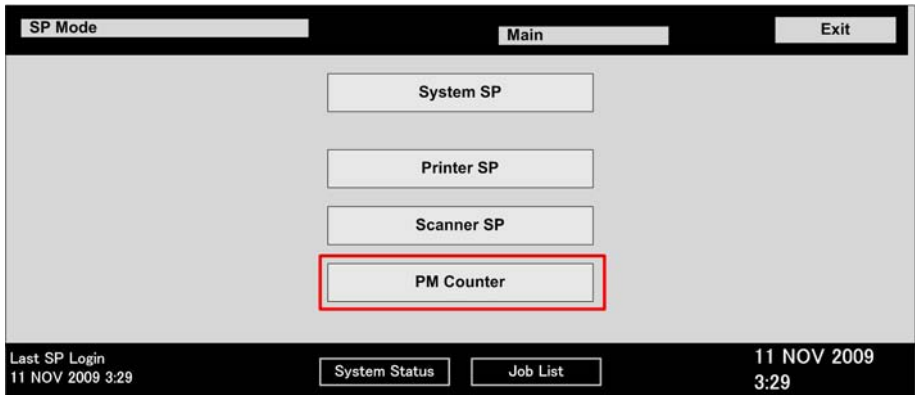 SP Mode
Main
Exit
System SP
Printer SP
Scanner SP
PM Counter
Last SP Login
11 NOV 2009 3:29
System Status
Job List
11 NOV 2009
3:29